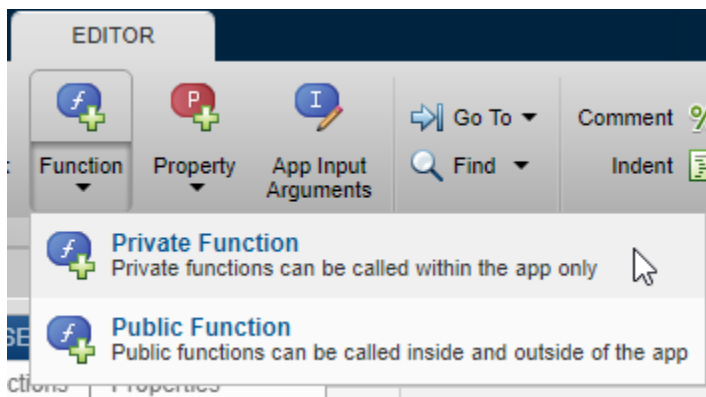 EDITOR
Function
Property
App Input
Arguments
Go To
Find
Comment
Indent
Private Function
Private functions can be called within the app only
Public Function
Public functions can be called inside and outside of the app